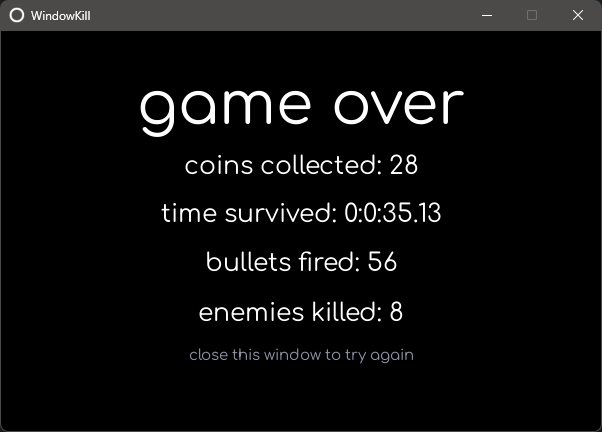 WindowKill
game over
coins collected: 28
time survived: 0:0:35.13
bullets fired: 56
enemies killed: 8
close this window to try again